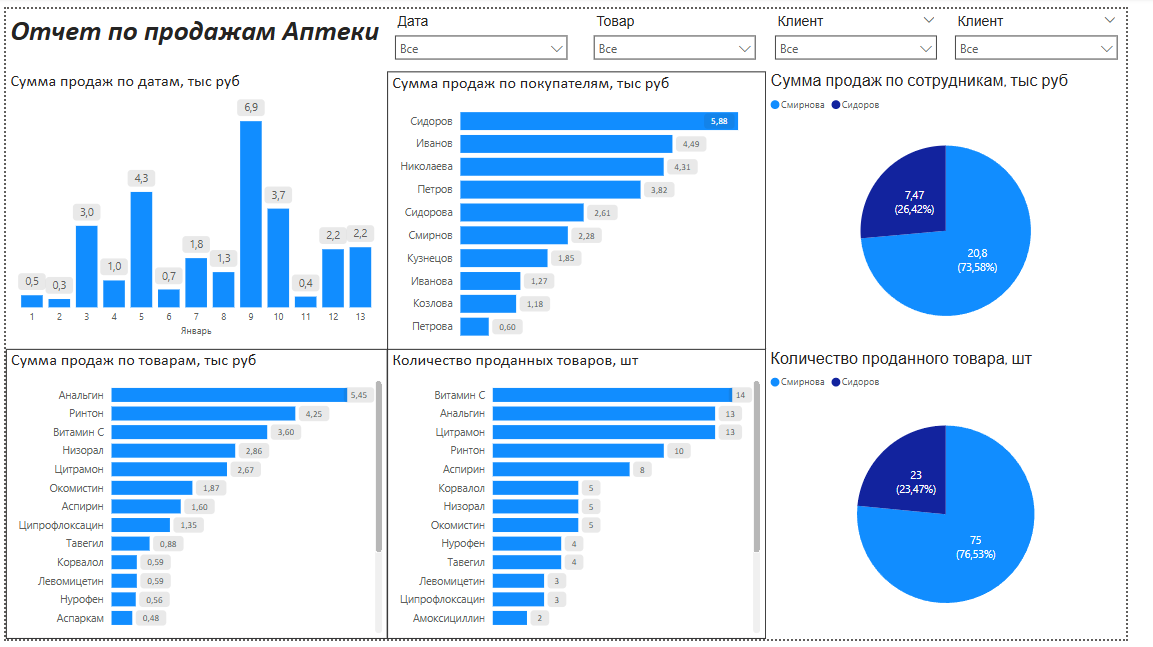 Отчет по продажам Аптеки
Дата
Товар
Клиент
Клиент
Все
Все
Все
Все
Сумма продаж по датам, тыс руб
6,9
4,3
3,7
3,0
2,2
2,2
1,8
1,3
1,0
0,7
0,5
0,3
0,4
1 2 3 4 5 6 7 8 9 10 11 12 13
Январь
Сумма продаж по покупателям, тыс руб
Сидоров 5,88
Иванов 4,49
Николаева 4,31
Петров 3,82
Сидорова 2,61
Смирнов 2,28
Кузнецов 1,85
Иванова 1,27
Козлова 1,18
Петрова 0,60
Сумма продаж по сотрудникам, тыс руб
Смирнова Сидоров
7,47
(26,42%)
20,8
(73,58%)
Сумма продаж по товарам, тыс руб
Анальгин 5,45
Ринтон 4,25
Витамин С 3,60
Низорал 2,86
Цитрамон 2,67
Окомистин 1,87
Аспирин 1,60
Ципрофлоксацин 1,35
Тавегил 0,88
Корвалол 0,59
Левомицетин 0,59
Нурофен 0,56
Аспаркам 0,48
Количество проданных товаров, шт
Витамин С 14
Анальгин 13
Цитрамон 13
Ринтон 10
Аспирин 8
Корвалол 5
Низорал 5
Окомистин 5
Нурофен 4
Тавегил 4
Левомицетин 3
Ципрофлоксацин 3
Амоксициллин 2
Количество проданного товара, шт
Смирнова Сидоров
23
(23,47%)
75
(76,53%)